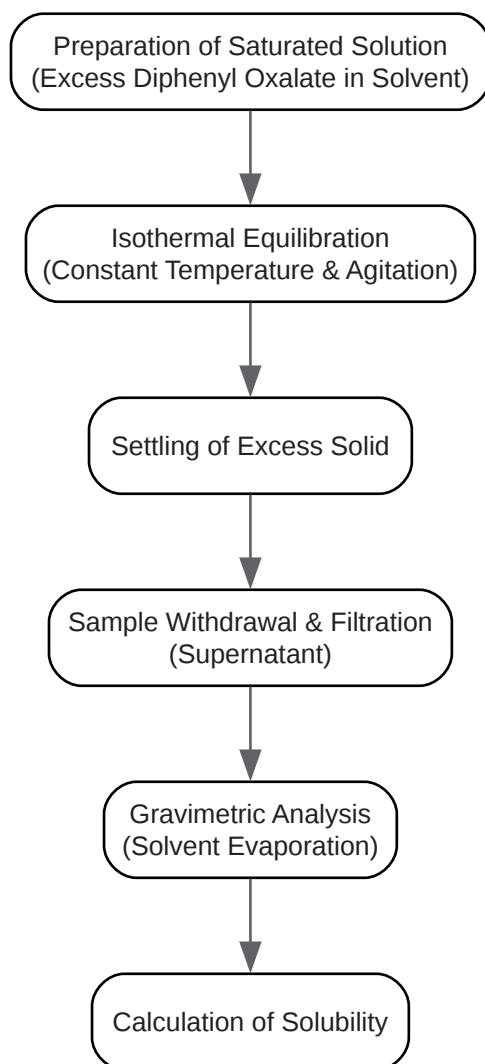 Preparation of Saturated Solution
(Excess Diphenyl Oxalate in Solvent)
Isothermal Equilibration
(Constant Temperature & Agitation)
Settling of Excess Solid
Sample Withdrawal & Filtration
(Supernatant)
Gravimetric Analysis
(Solvent Evaporation)
Calculation of Solubility